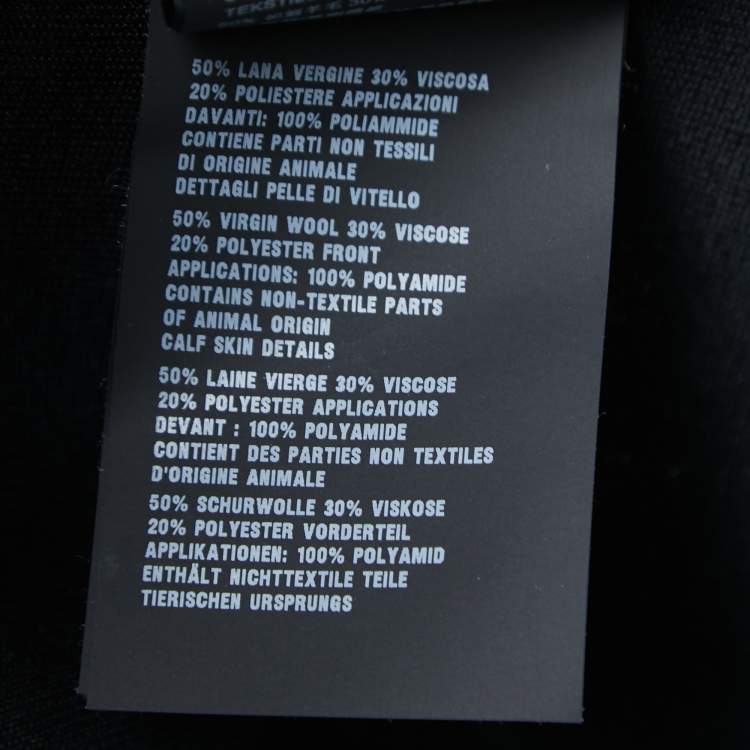 TEKSTIL
50% LANA VERGINE 30% VISCOSA
20% POLIESTERE APPLICAZIONI
DAVANTI: 100% POLIAMMIDE
CONTIENE PARTI NON TESSILI
DI ORIGINE ANIMALE
DETTAGLI PELLE DI VITELLO
50% VIRGIN WOOL 30% VISCOSE
20% POLYESTER FRONT
APPLICATIONS: 100% POLYAMIDE
CONTAINS NON-TEXTILE PARTS
OF ANIMAL ORIGIN
CALF SKIN DETAILS
50% LAINE VIERGE 30% VISCOSE
20% POLYESTER APPLICATIONS
DEVANT : 100% POLYAMIDE
CONTIENT DES PARTIES NON TEXTILES
D'ORIGINE ANIMALE
50% SCHURWOLLE 30% VISKOSE
20% POLYESTER VORDERTEIL
APPLIKATIONEN: 100% POLYAMID
ENTHÄLT NICHTTEXTILE TEILE
TIERISCHEN URSPRUNGS